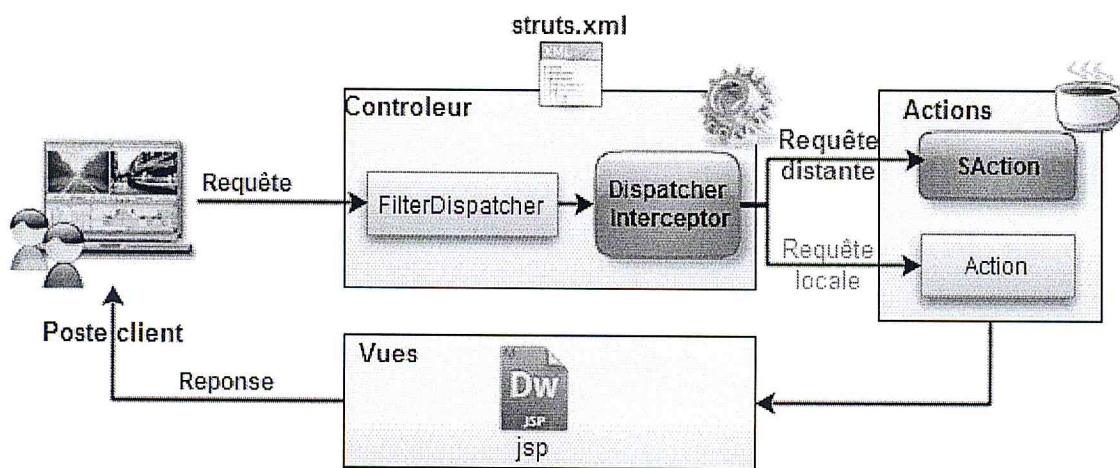 struts.xml
XML
Controleur
Actions
Requête
FilterDispatcher
Dispatcher
Interceptor
Requête
distante
SAction
Requête
locale
Action
Poste client
Reponse
Vues
Dw
JSP
jsp